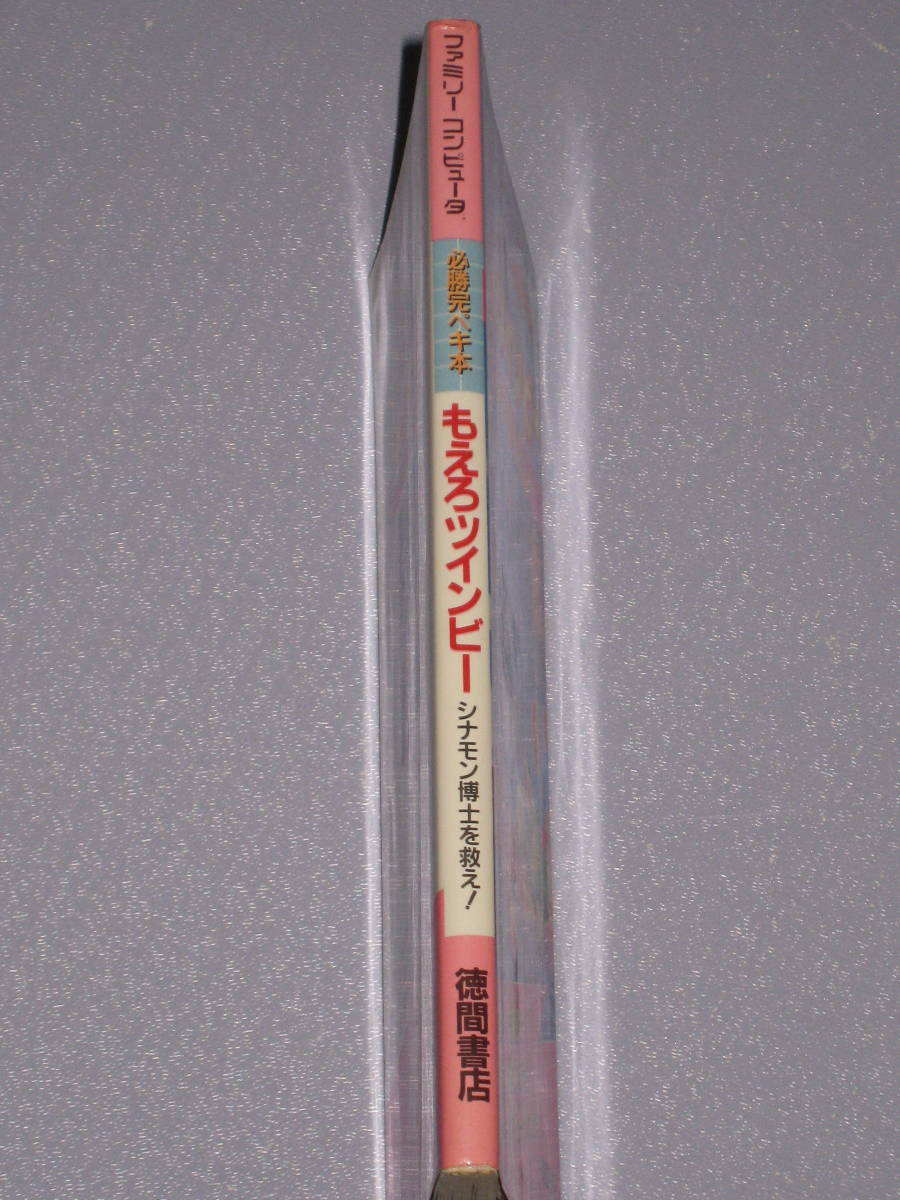 ファミリー コンピュータ
必勝完ペキ本
もえろツインビー
シナモン博士を救え!
徳間書店